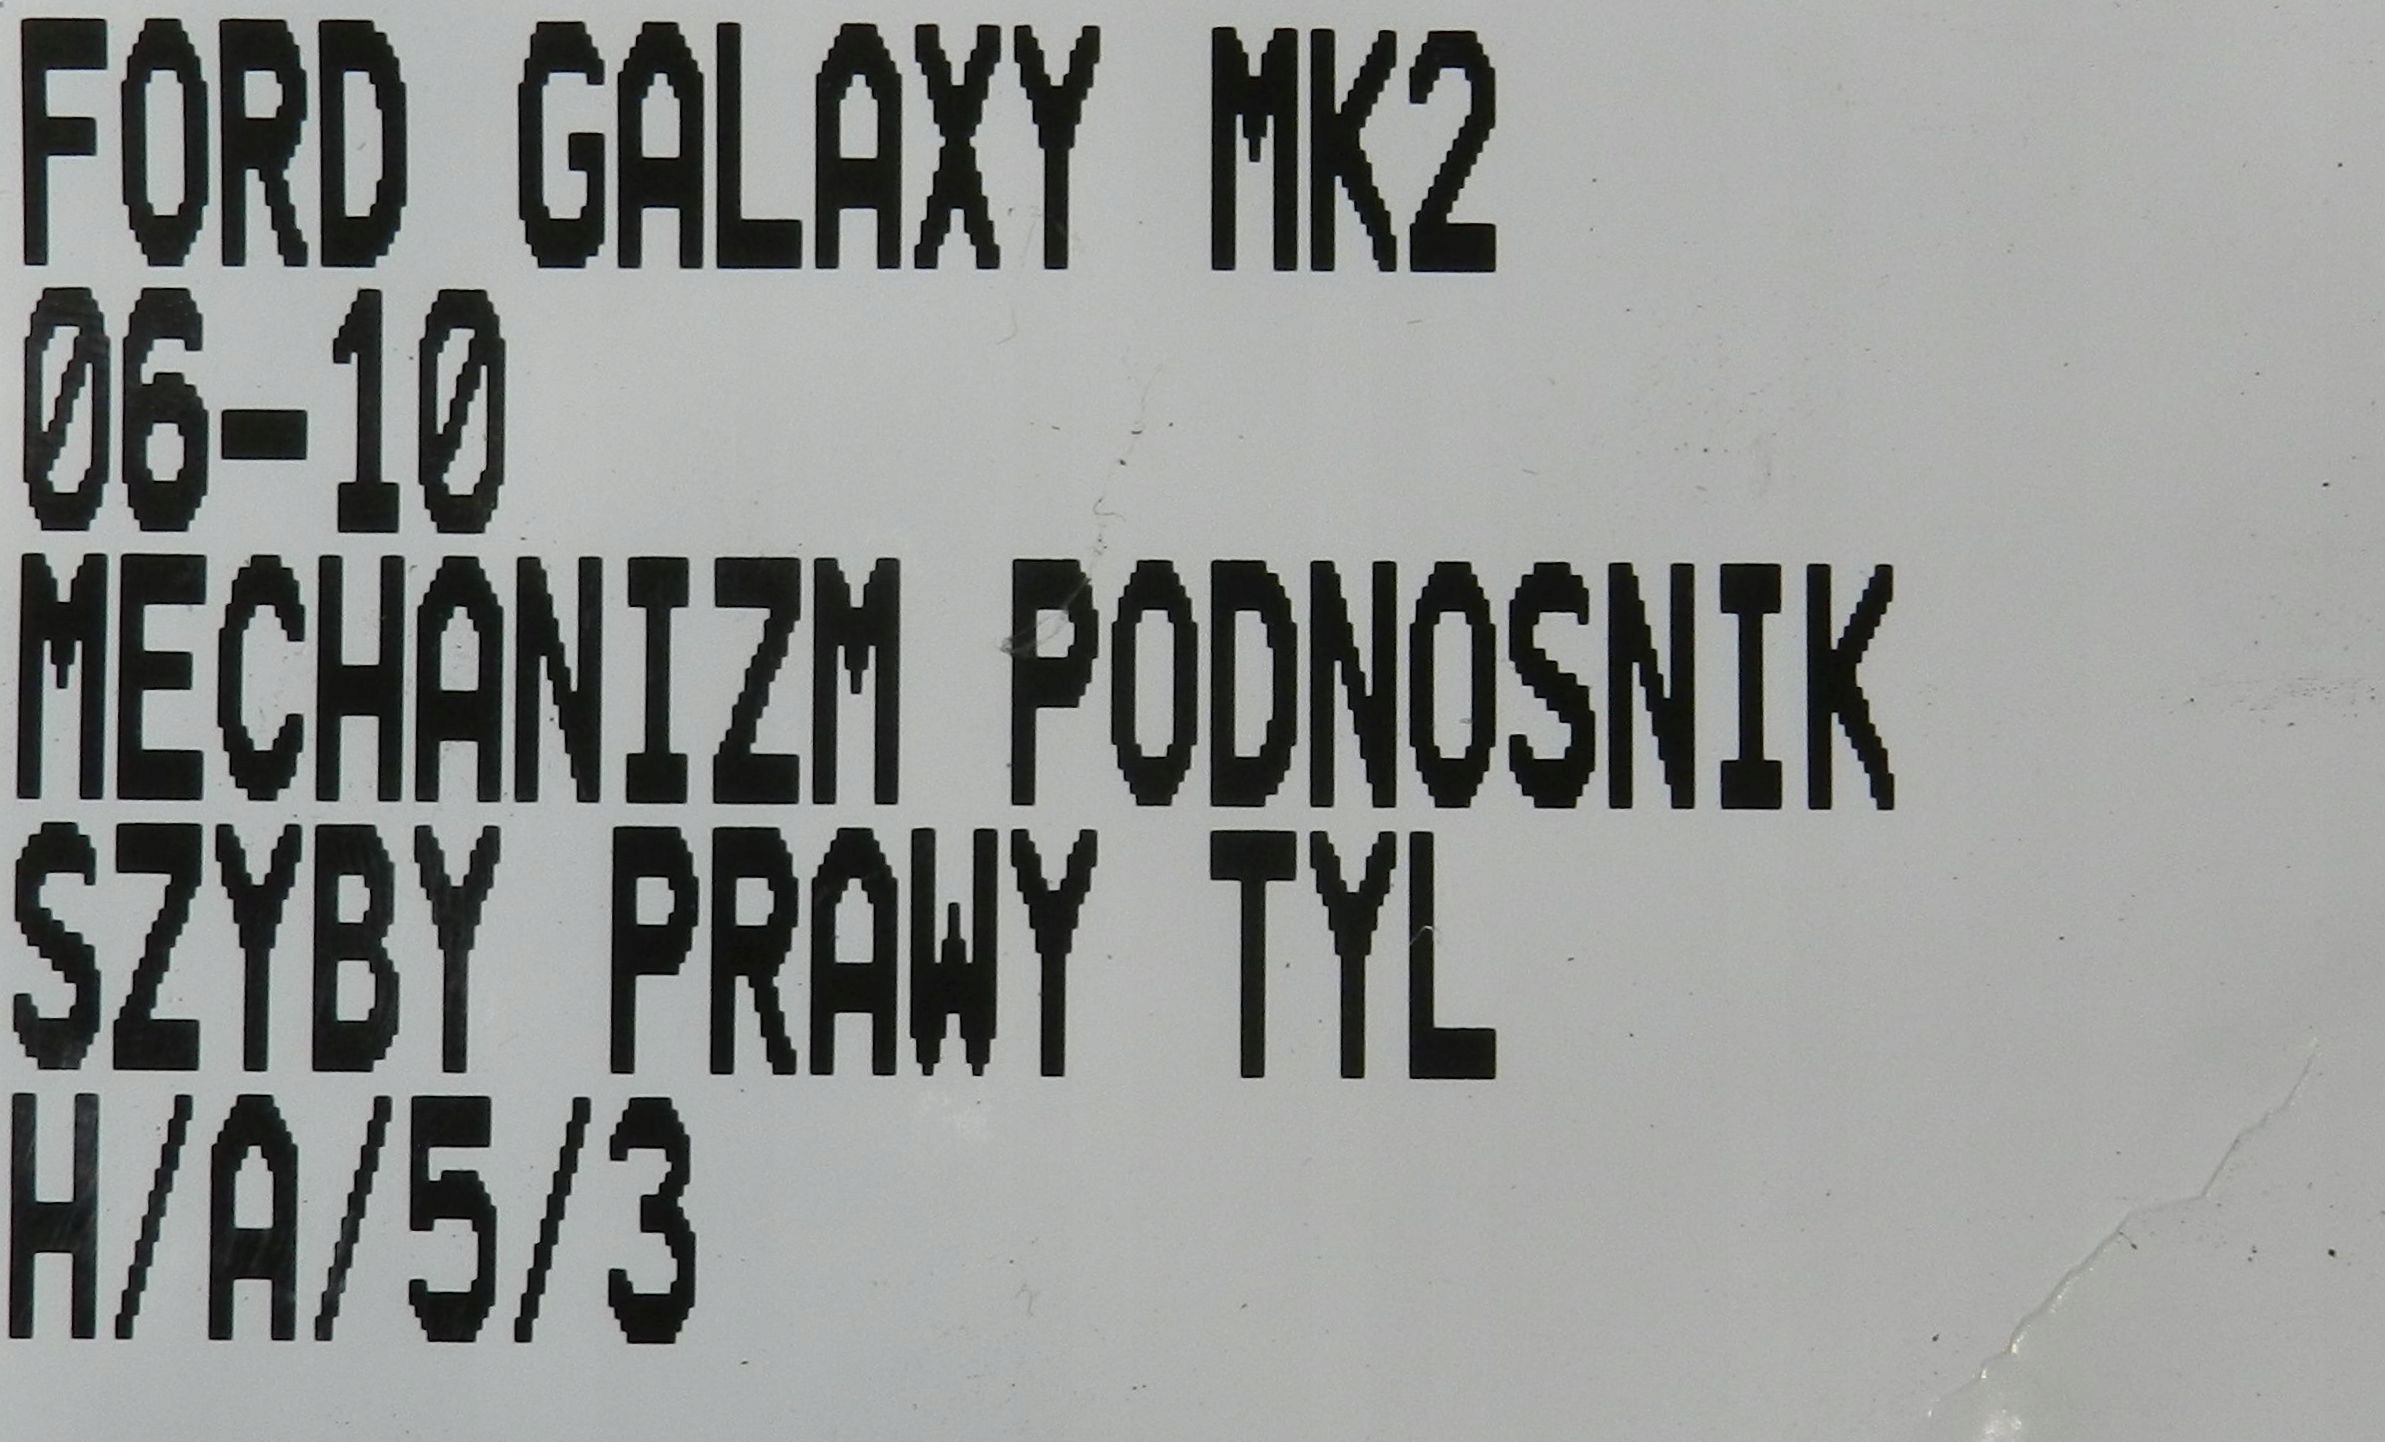 FORD GALAXY MK2
06-10
MECHANIZM PODNOSNIK
SZYBY PRAWY TYL
H/A/5/3